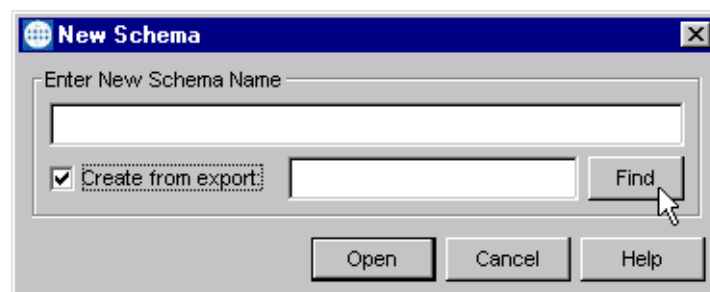 New Schema
Enter New Schema Name
Create from export: Find
Open Cancel Help